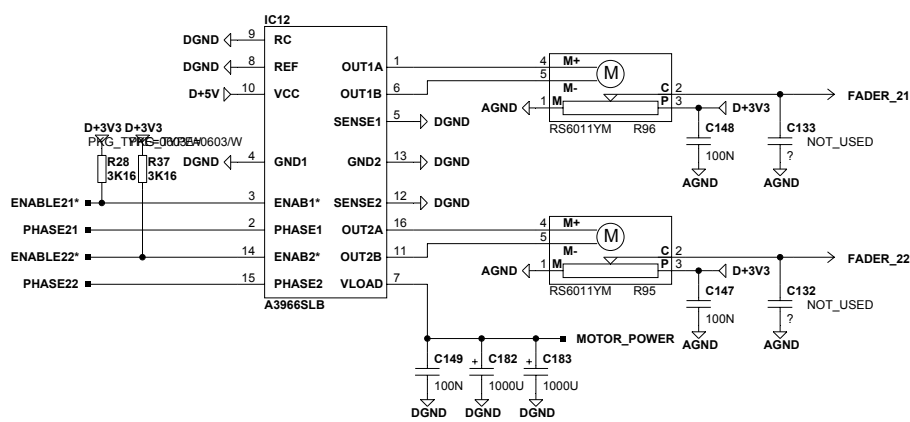 IC12
DGND 9 RC
DGND 8 REF OUT1A 1 4 M+
D+5V 10 VCC OUT1B 6 5 M- M C 2 FADER_21
SENSE1 5 DGND AGND 1 M P 3 D+3V3
RS6011YM R96 C148 C133
100N ? NOT_USED
D+3V3 D+3V3
R28 R37
3K16 3K16
DGND 4 GND1 GND2 13 DGND
AGND AGND
ENABLE21* 3 ENAB1* SENSE2 12 DGND
PHASE21 2 PHASE1 OUT2A 16 4 M+
ENABLE22* 14 ENAB2* OUT2B 11 5 M- M C 2 FADER_22
PHASE22 15 PHASE2 VLOAD 7 AGND 1 M P 3 D+3V3
A3966SLB
RS6011YM R95 C147 C132
100N ? NOT_USED
AGND AGND
MOTOR_POWER
C149 + C182 + C183
100N 1000U 1000U
DGND DGND DGND